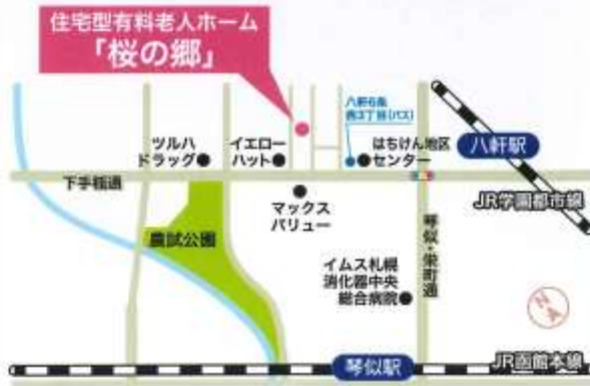 住宅型有料老人ホーム
「桜の郷」
八軒6条
西3丁目(バス)
ツルハ
ドラッグ
イエロー
ハット
はちけん地区
センター
八軒駅
下手稲通
マックス
バリュー
JR学園都市線
農試公園
琴似・栄町通
イムス札幌
消化器中央
総合病院
琴似駅
JR函館本線